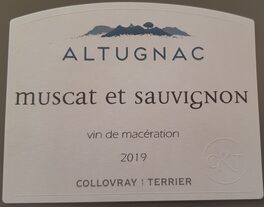 ALTUGNAC
muscat et sauvignon
vin de macération
2019
COLLOVRAY | TERRIER